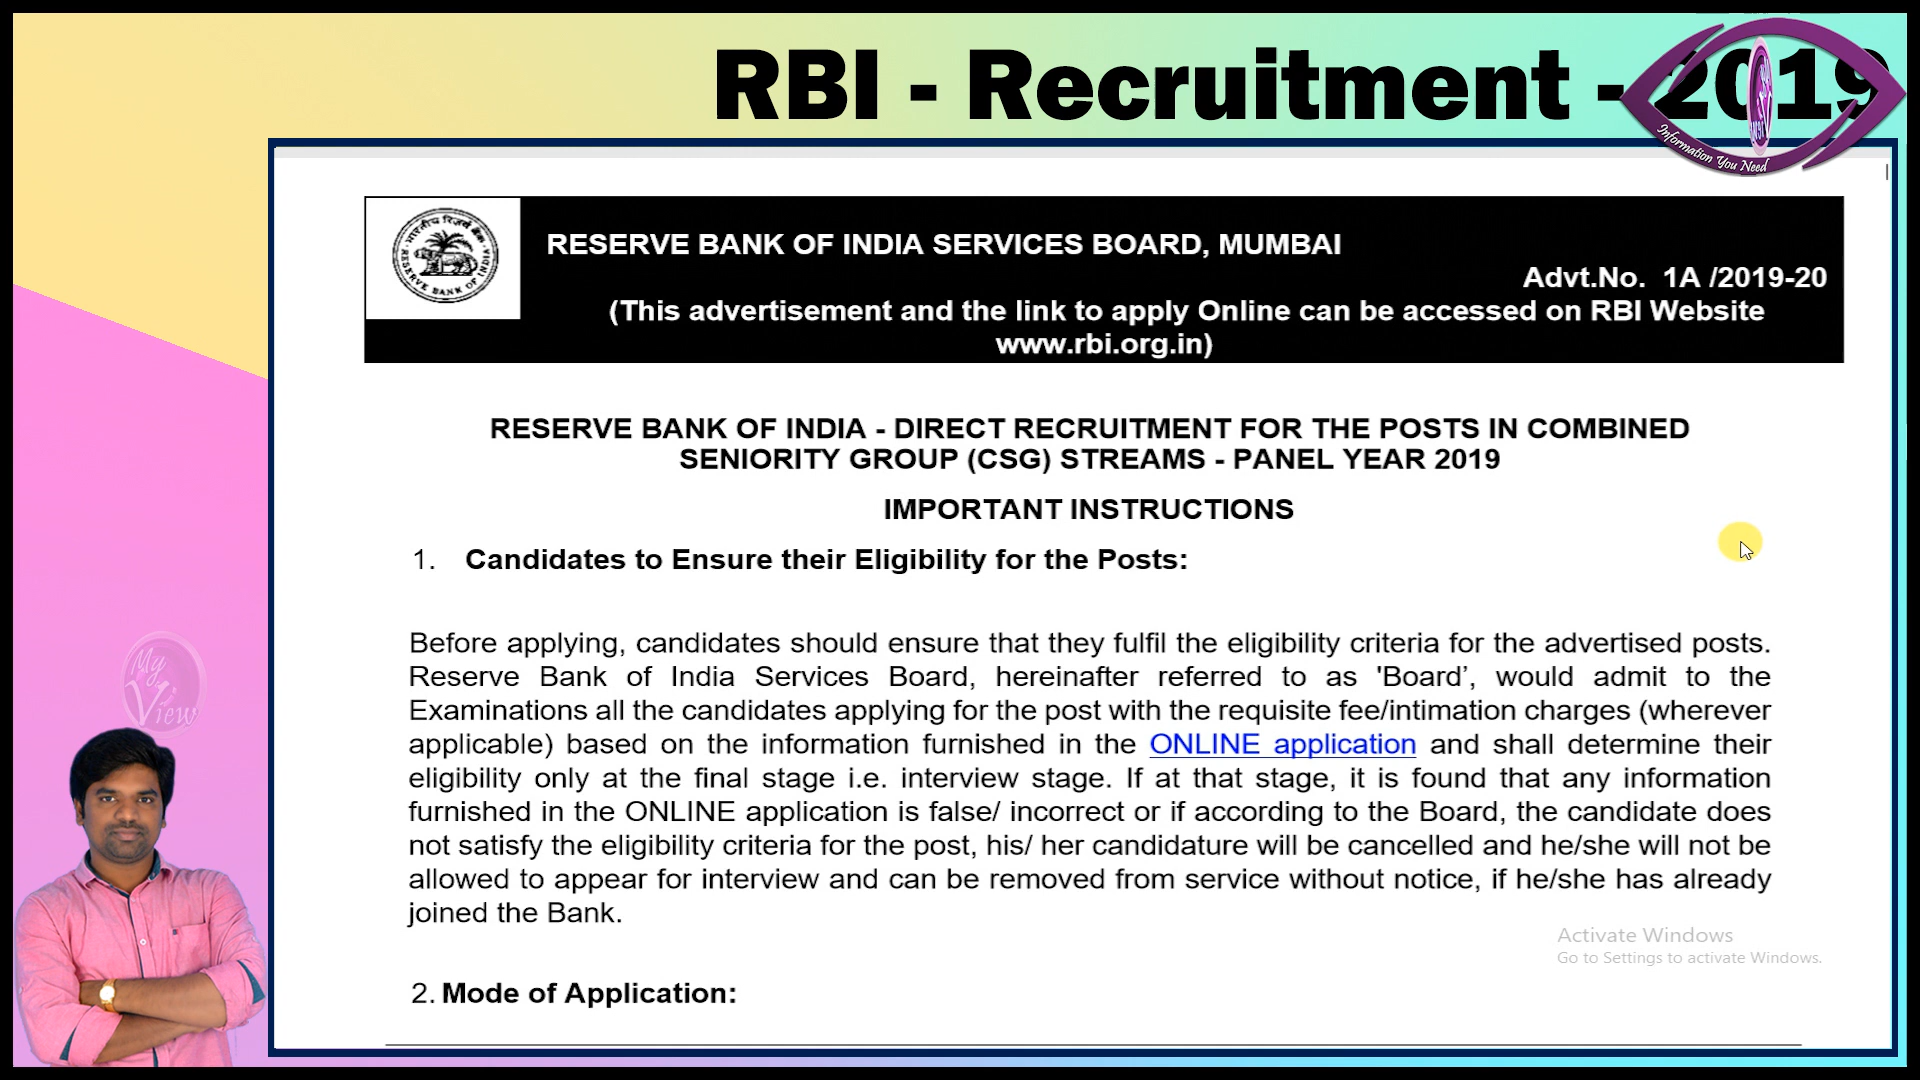 RBI - Recruitment - 2019
Information You Need
RESERVE BANK OF INDIA SERVICES BOARD, MUMBAI
Advt.No. 1A /2019-20
(This advertisement and the link to apply Online can be accessed on RBI Website
www.rbi.org.in)
RESERVE BANK OF INDIA
RESERVE BANK OF INDIA - DIRECT RECRUITMENT FOR THE POSTS IN COMBINED
SENIORITY GROUP (CSG) STREAMS - PANEL YEAR 2019
IMPORTANT INSTRUCTIONS
1. Candidates to Ensure their Eligibility for the Posts:
Before applying, candidates should ensure that they fulfil the eligibility criteria for the advertised posts.
Reserve Bank of India Services Board, hereinafter referred to as 'Board’, would admit to the
Examinations all the candidates applying for the post with the requisite fee/intimation charges (wherever
applicable) based on the information furnished in the ONLINE application and shall determine their
eligibility only at the final stage i.e. interview stage. If at that stage, it is found that any information
furnished in the ONLINE application is false/ incorrect or if according to the Board, the candidate does
not satisfy the eligibility criteria for the post, his/ her candidature will be cancelled and he/she will not be
allowed to appear for interview and can be removed from service without notice, if he/she has already
joined the Bank.
2. Mode of Application:
My
View
Activate Windows
Go to Settings to activate Windows.